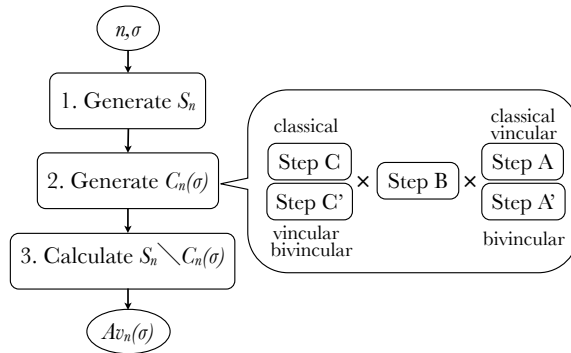 n,σ
1. Generate Sn
2. Generate Cn(σ)
3. Calculate Sn＼Cn(σ)
Avn(σ)
classical
Step C
Step C'
vincular
bivincular
×
Step B
×
classical
vincular
Step A
Step A'
bivincular